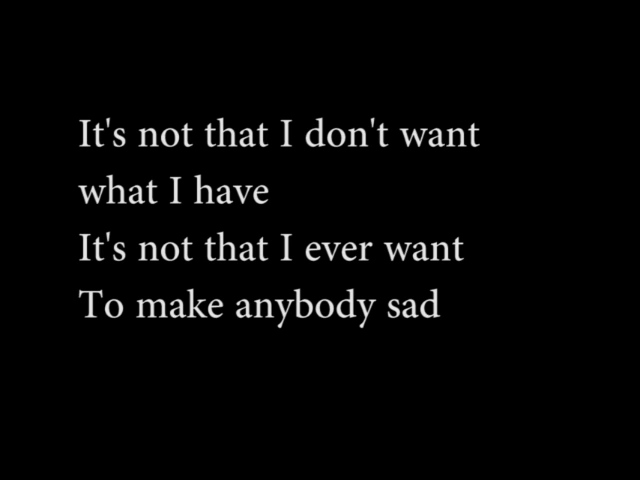 It's not that I don't want
what I have
It's not that I ever want
To make anybody sad